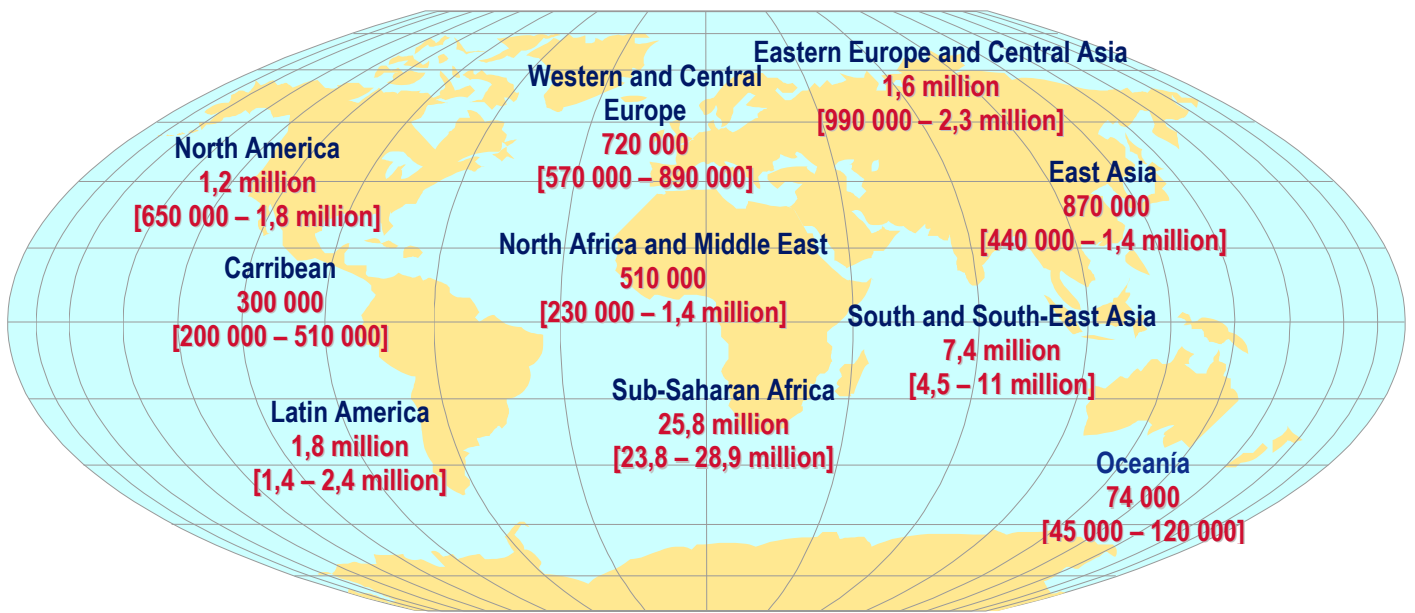 Eastern Europe and Central Asia
1,6 million
[990 000 – 2,3 million]
Western and Central
Europe
720 000
[570 000 – 890 000]
North America
1,2 million
[650 000 – 1,8 million]
East Asia
870 000
[440 000 – 1,4 million]
North Africa and Middle East
510 000
[230 000 – 1,4 million]
Carribean
300 000
[200 000 – 510 000]
South and South-East Asia
7,4 million
[4,5 – 11 million]
Sub-Saharan Africa
25,8 million
[23,8 – 28,9 million]
Latin America
1,8 million
[1,4 – 2,4 million]
Oceanía
74 000
[45 000 – 120 000]